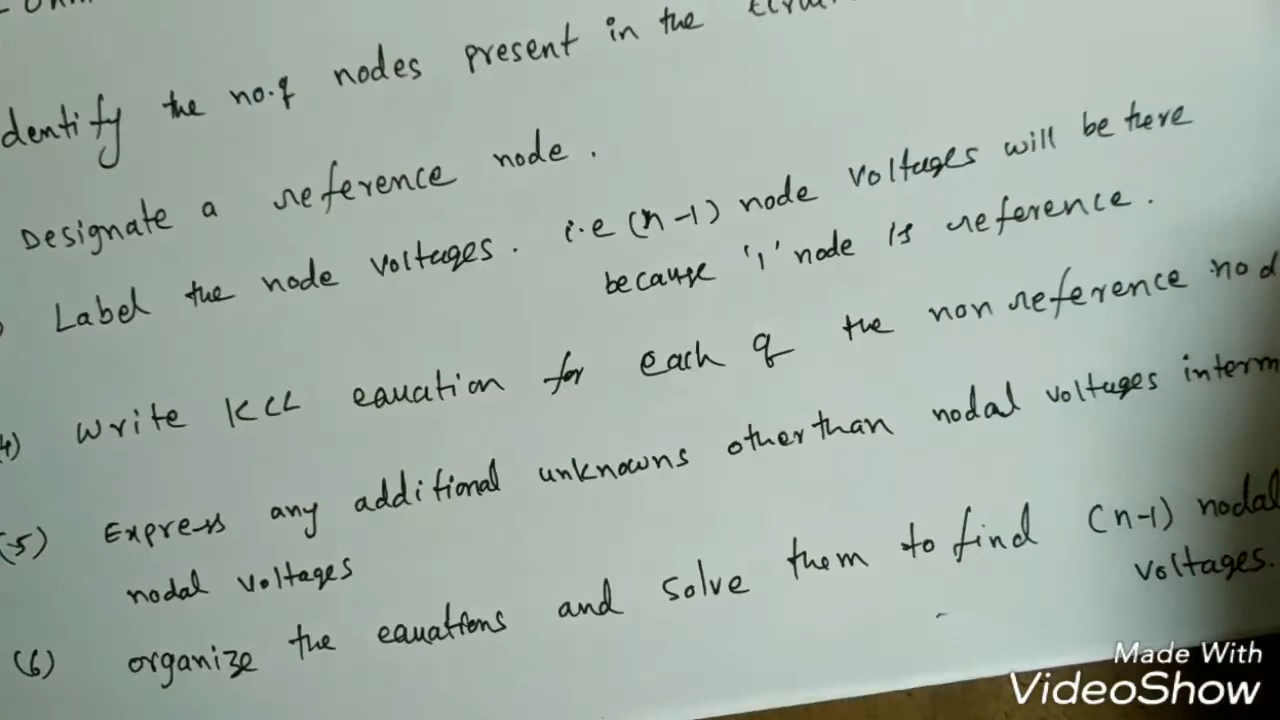 dentify the no.of nodes present in the
Designate a reference node.
Label the node voltages. i.e (n-1) node voltages will be there
because '1' node is reference.
4) write KCL equation for each of the non reference nod
(5) Express any additional unknowns other than nodal voltages interm
nodal voltages
(6) organize the equations and solve them to find (n-1) nodal
voltages.
Made With
VideoShow